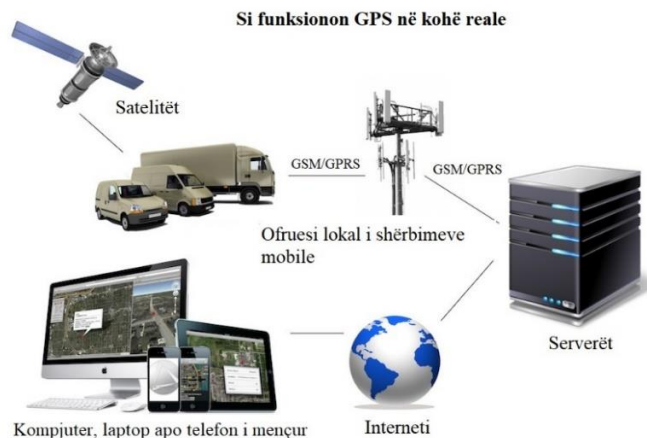 Si funksionon GPS në kohë reale
Satelitët
GSM/GPRS
GSM/GPRS
Ofruesi lokal i shërbimeve
mobile
Serverët
Interneti
Kompjuter, laptop apo telefon i mençur